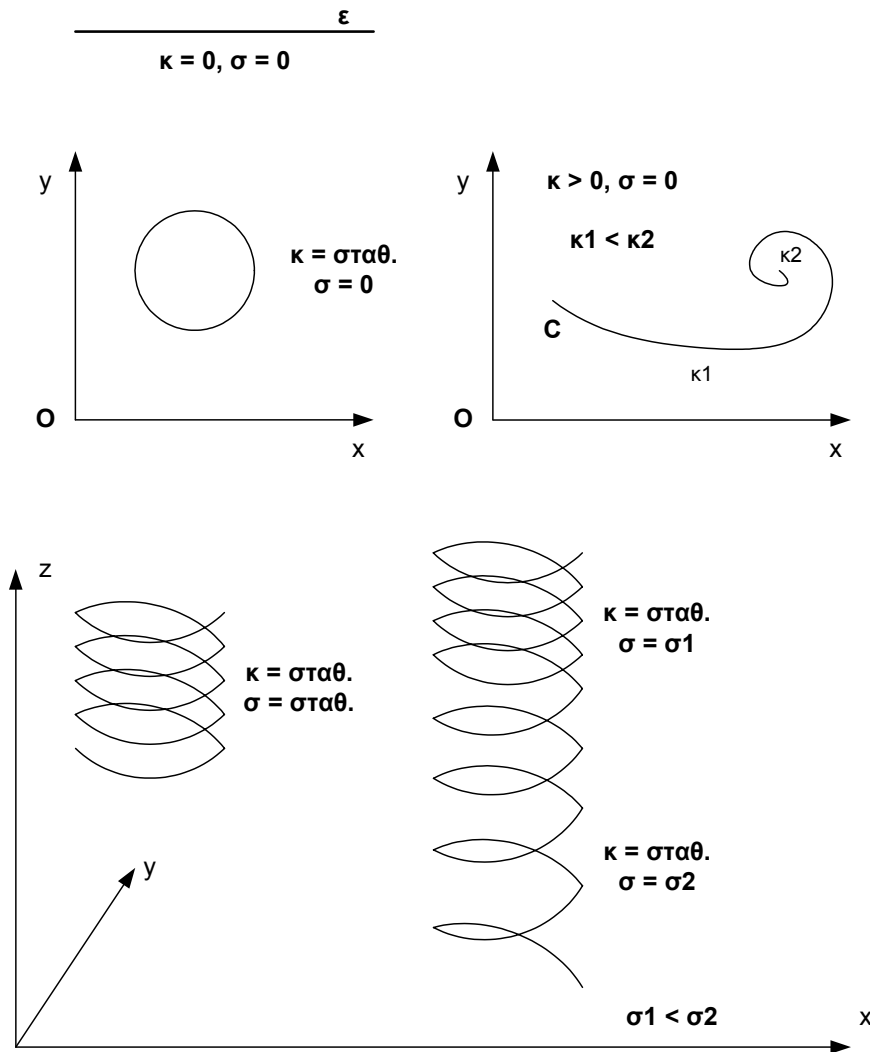 ε
κ = 0, σ = 0
y
κ = σταθ.
σ = 0
O
x
y
κ > 0, σ = 0
κ1 < κ2
κ2
C
κ1
O
x
z
κ = σταθ.
σ = σταθ.
κ = σταθ.
σ = σ1
y
κ = σταθ.
σ = σ2
σ1 < σ2
x